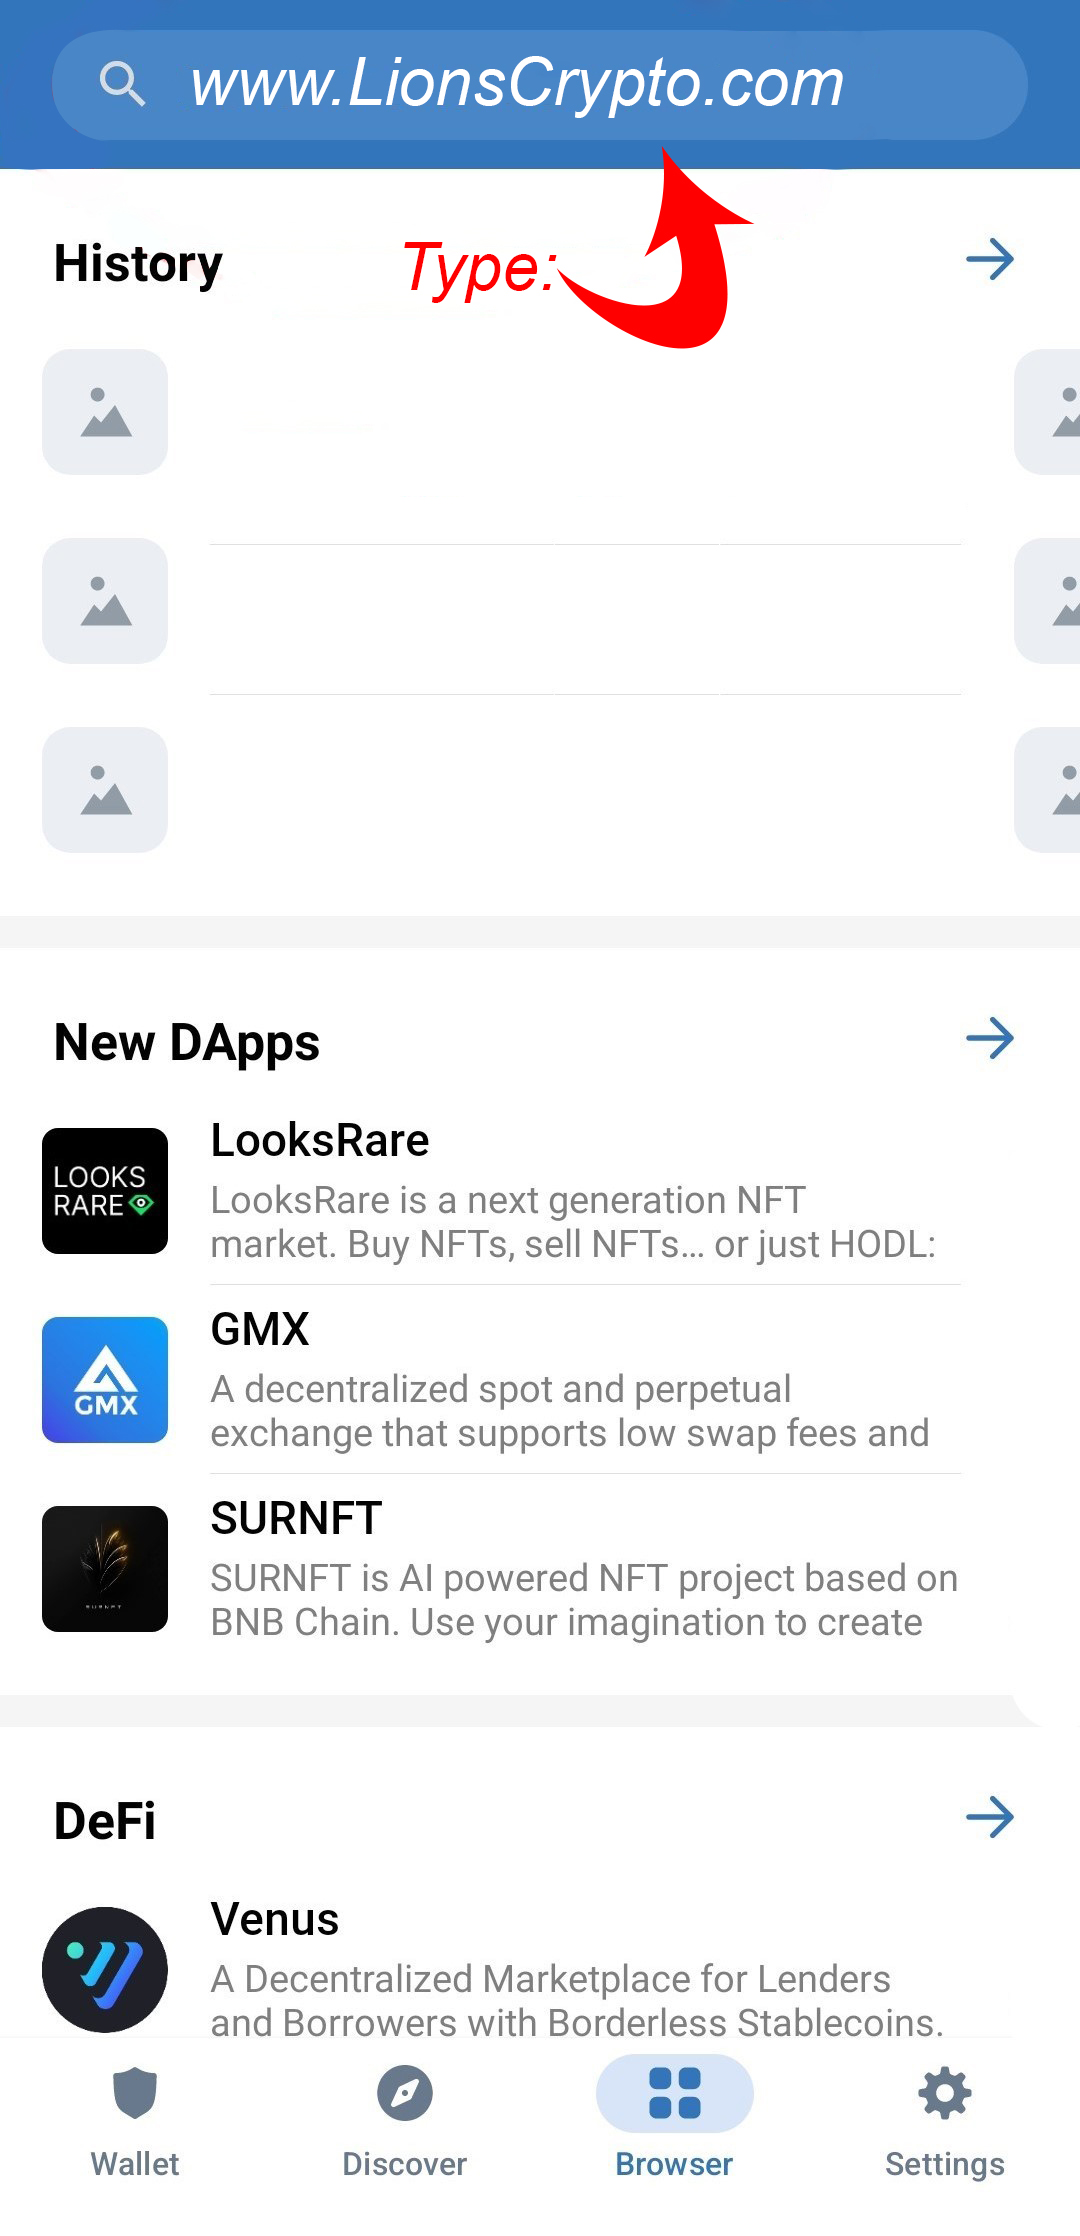 www.LionsCrypto.com
History
Type:
New DApps
LOOKS
RARE
LooksRare
LooksRare is a next generation NFT
market. Buy NFTs, sell NFTs... or just HODL:
GMX
GMX
A decentralized spot and perpetual
exchange that supports low swap fees and
SURNFT
SURNFT
SURNFT is AI powered NFT project based on
BNB Chain. Use your imagination to create
DeFi
Venus
A Decentralized Marketplace for Lenders
and Borrowers with Borderless Stablecoins.
Wallet
Discover
Browser
Settings